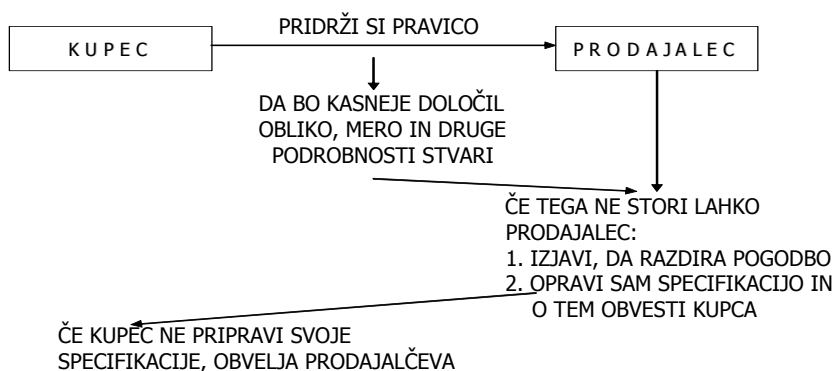 PRIDRŽI SI PRAVICO
KUPEC
PRODAJALEC
DA BO KASNEJE DOLOČIL
OBLIKO, MERO IN DRUGE
PODROBNOSTI STVARI
ČE TEGA NE STORI LAHKO
PRODAJALEC:
1. IZJAVI, DA RAZDIRA POGODBO
2. OPRAVI SAM SPECIFIKACIJO IN
O TEM OBVESTI KUPCA
ČE KUPEC NE PRIPRAVI SVOJE
SPECIFIKACIJE, OBVELJA PRODAJALČEVA